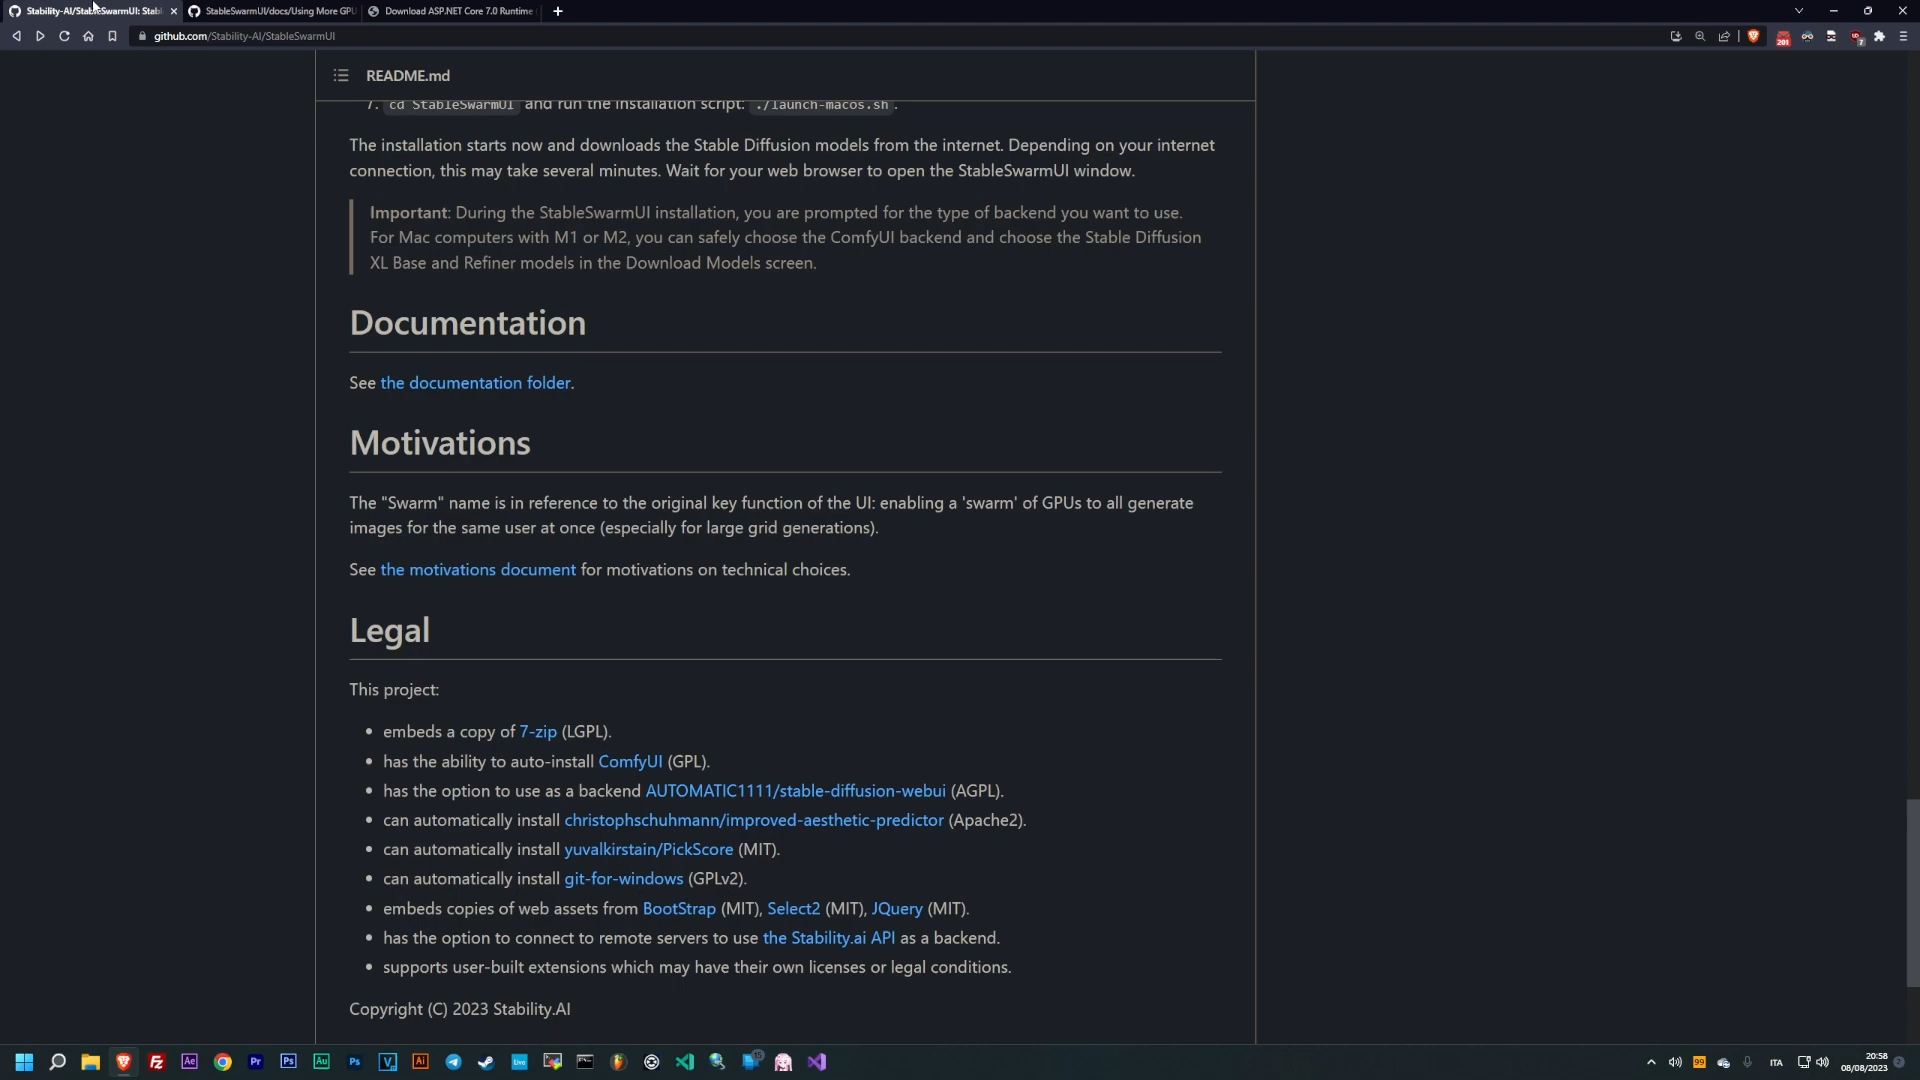 Stability-AI/StableSwarmUI: Stabl
StableSwarmUI/docs/Using More GPU
Download ASP.NET Core 7.0 Runtime
github.com/Stability-AI/StableSwarmUI
201
7
README.md
7. cd StableSwarmUI and run the installation script: ./launch-macos.sh.
The installation starts now and downloads the Stable Diffusion models from the internet. Depending on your internet
connection, this may take several minutes. Wait for your web browser to open the StableSwarmUI window.
Important: During the StableSwarmUI installation, you are prompted for the type of backend you want to use.
For Mac computers with M1 or M2, you can safely choose the ComfyUI backend and choose the Stable Diffusion
XL Base and Refiner models in the Download Models screen.
Documentation
See the documentation folder.
Motivations
The "Swarm" name is in reference to the original key function of the UI: enabling a 'swarm' of GPUs to all generate
images for the same user at once (especially for large grid generations).
See the motivations document for motivations on technical choices.
Legal
This project:
• embeds a copy of 7-zip (LGPL).
• has the ability to auto-install ComfyUI (GPL).
• has the option to use as a backend AUTOMATIC1111/stable-diffusion-webui (AGPL).
• can automatically install christophschuhmann/improved-aesthetic-predictor (Apache2).
• can automatically install yuvalkirstain/PickScore (MIT).
• can automatically install git-for-windows (GPLv2).
• embeds copies of web assets from BootStrap (MIT), Select2 (MIT), JQuery (MIT).
• has the option to connect to remote servers to use the Stability.ai API as a backend.
• supports user-built extensions which may have their own licenses or legal conditions.
Copyright (C) 2023 Stability.AI
Fz Ae Pr Ps Au Ps V Ai Live 15
99 ITA 20:58
08/08/2023 2